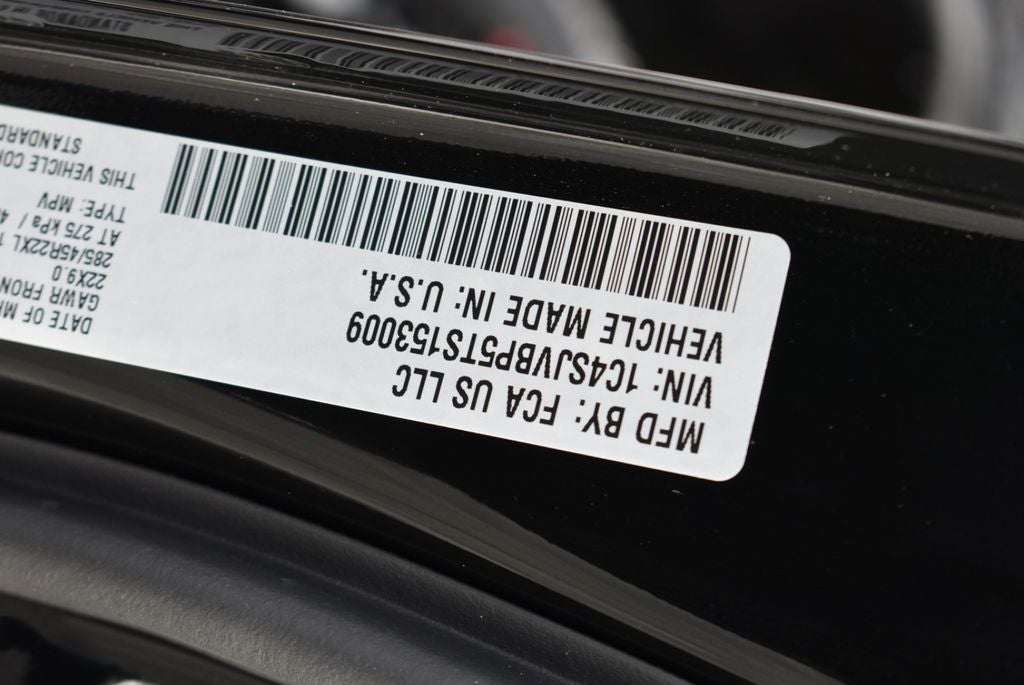 MFD BY: FCA US LLC
VIN: 1C4SJVBP5TS153009
VEHICLE MADE IN: U.S.A.
DATE OF
GAWR
22X9.0
285/45R22XL
AT 275 kPa /
TYPE: MPV
THIS VEHICLE
STANDARD